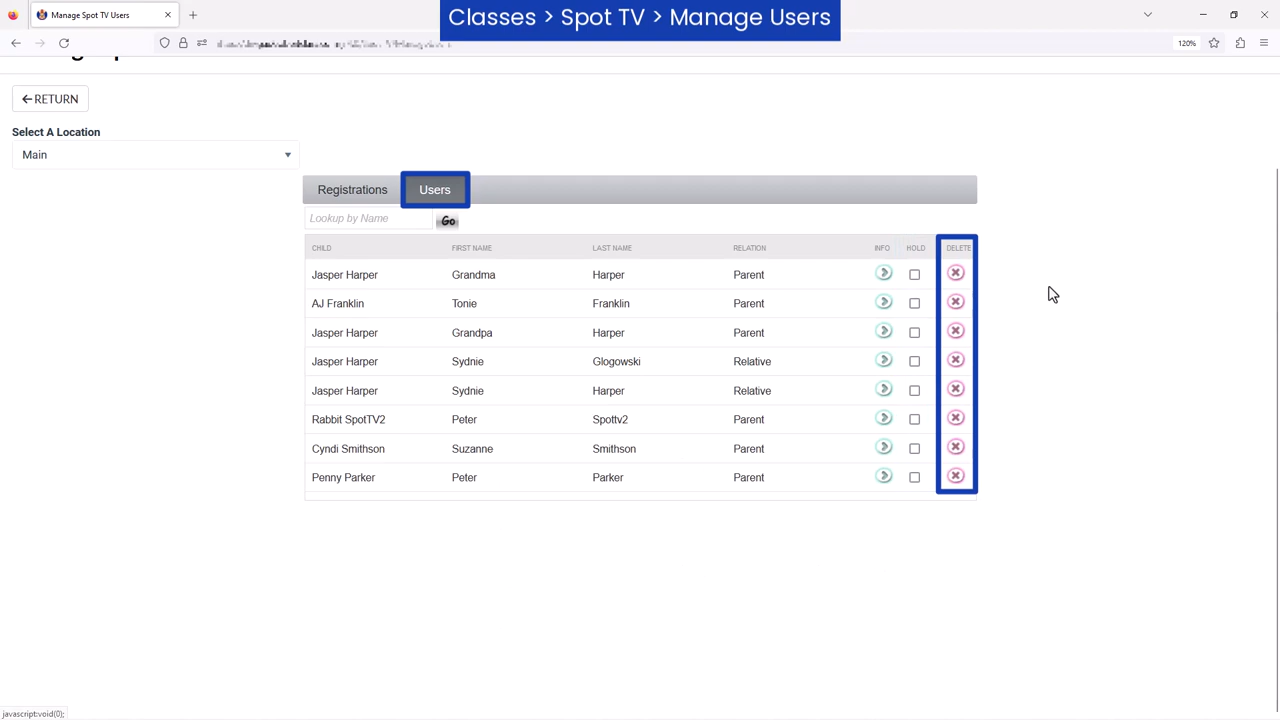 Manage Spot TV Users
Classes > Spot TV > Manage Users
120%
RETURN
Select A Location
Main
Registrations Users
Lookup by Name Go
CHILD FIRST NAME LAST NAME RELATION INFO HOLD DELETE
Jasper Harper Grandma Harper Parent
AJ Franklin Tonie Franklin Parent
Jasper Harper Grandpa Harper Parent
Jasper Harper Sydnie Glogowski Relative
Jasper Harper Sydnie Harper Relative
Rabbit SpotTV2 Peter Spottv2 Parent
Cyndi Smithson Suzanne Smithson Parent
Penny Parker Peter Parker Parent
javascript:void(0);